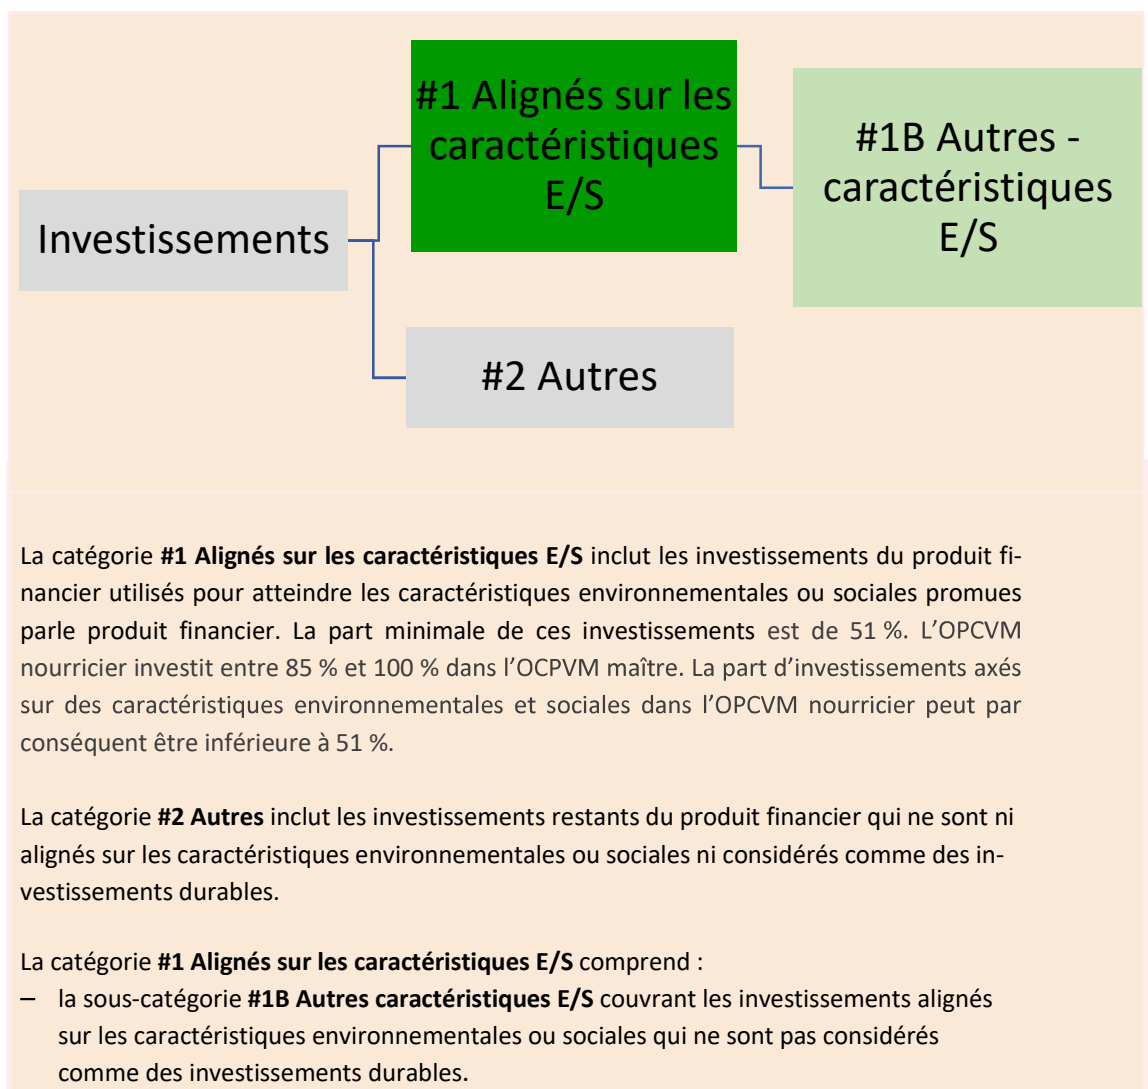 #1 Alignés sur les
caractéristiques
E/S
#1B Autres -
caractéristiques
E/S
Investissements
#2 Autres
La catégorie #1 Alignés sur les caractéristiques E/S inclut les investissements du produit fi-
nancier utilisés pour atteindre les caractéristiques environnementales ou sociales promues
parle produit financier. La part minimale de ces investissements est de 51 %. L’OPCVM
nourricier investit entre 85 % et 100 % dans l’OCPVM maître. La part d’investissements axés
sur des caractéristiques environnementales et sociales dans l’OPCVM nourricier peut par
conséquent être inférieure à 51 %.
La catégorie #2 Autres inclut les investissements restants du produit financier qui ne sont ni
alignés sur les caractéristiques environnementales ou sociales ni considérés comme des in-
vestissements durables.
La catégorie #1 Alignés sur les caractéristiques E/S comprend :
– la sous-catégorie #1B Autres caractéristiques E/S couvrant les investissements alignés
sur les caractéristiques environnementales ou sociales qui ne sont pas considérés
comme des investissements durables.